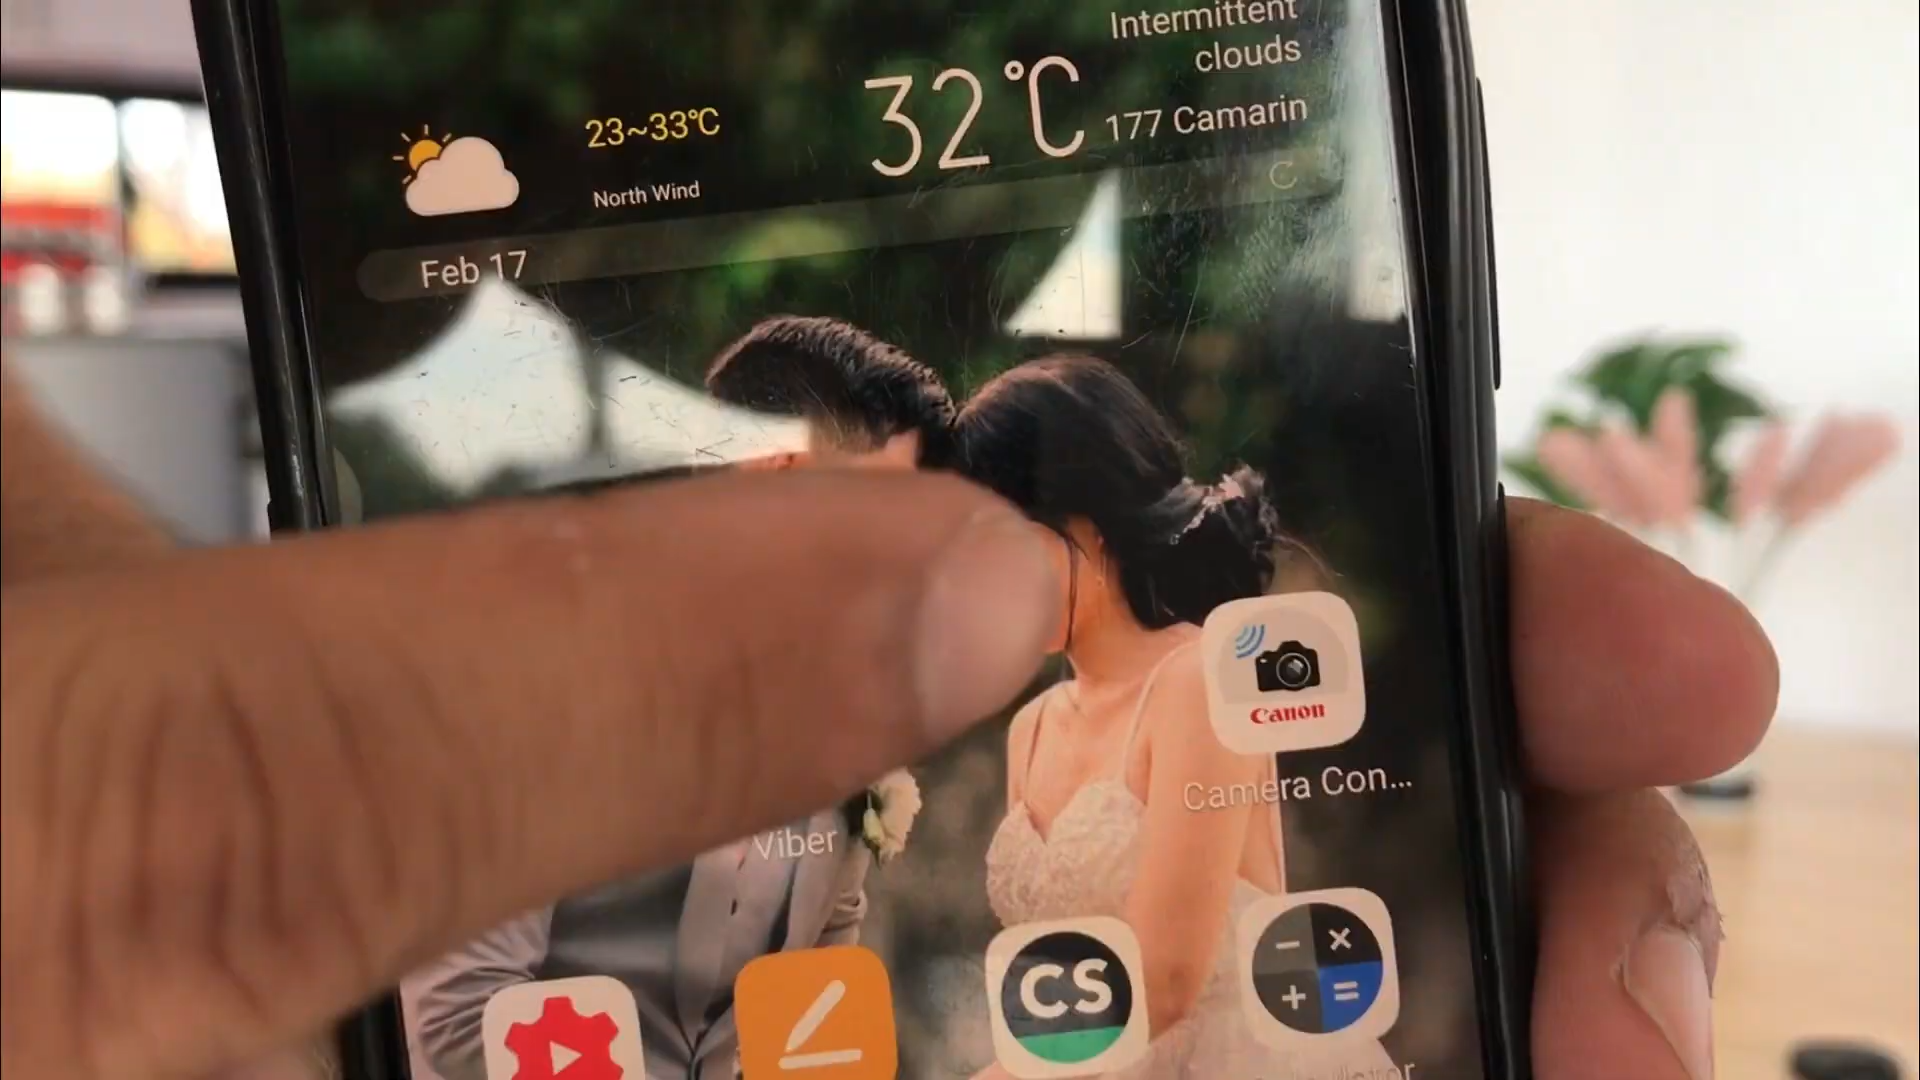 Intermittent
clouds
23~33℃
32℃
177 Camarin
North Wind
Feb 17
Canon
Camera Con...
Viber
CS